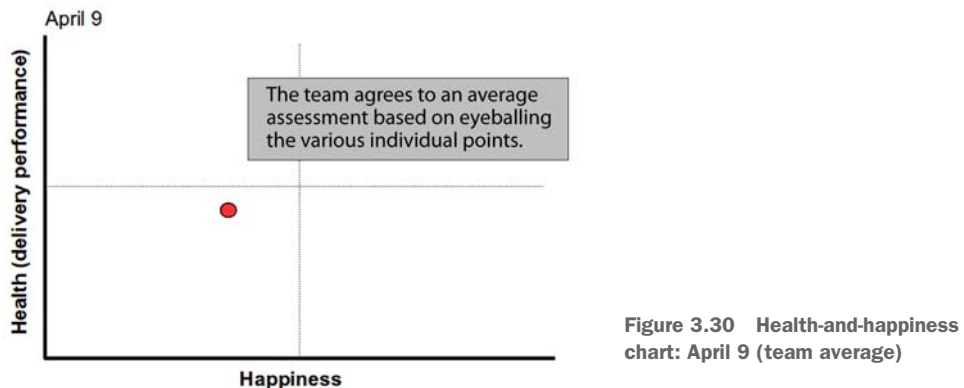 April 9
Health (delivery performance)
The team agrees to an average
assessment based on eyeballing
the various individual points.
Happiness
Figure 3.30 Health-and-happiness
chart: April 9 (team average)